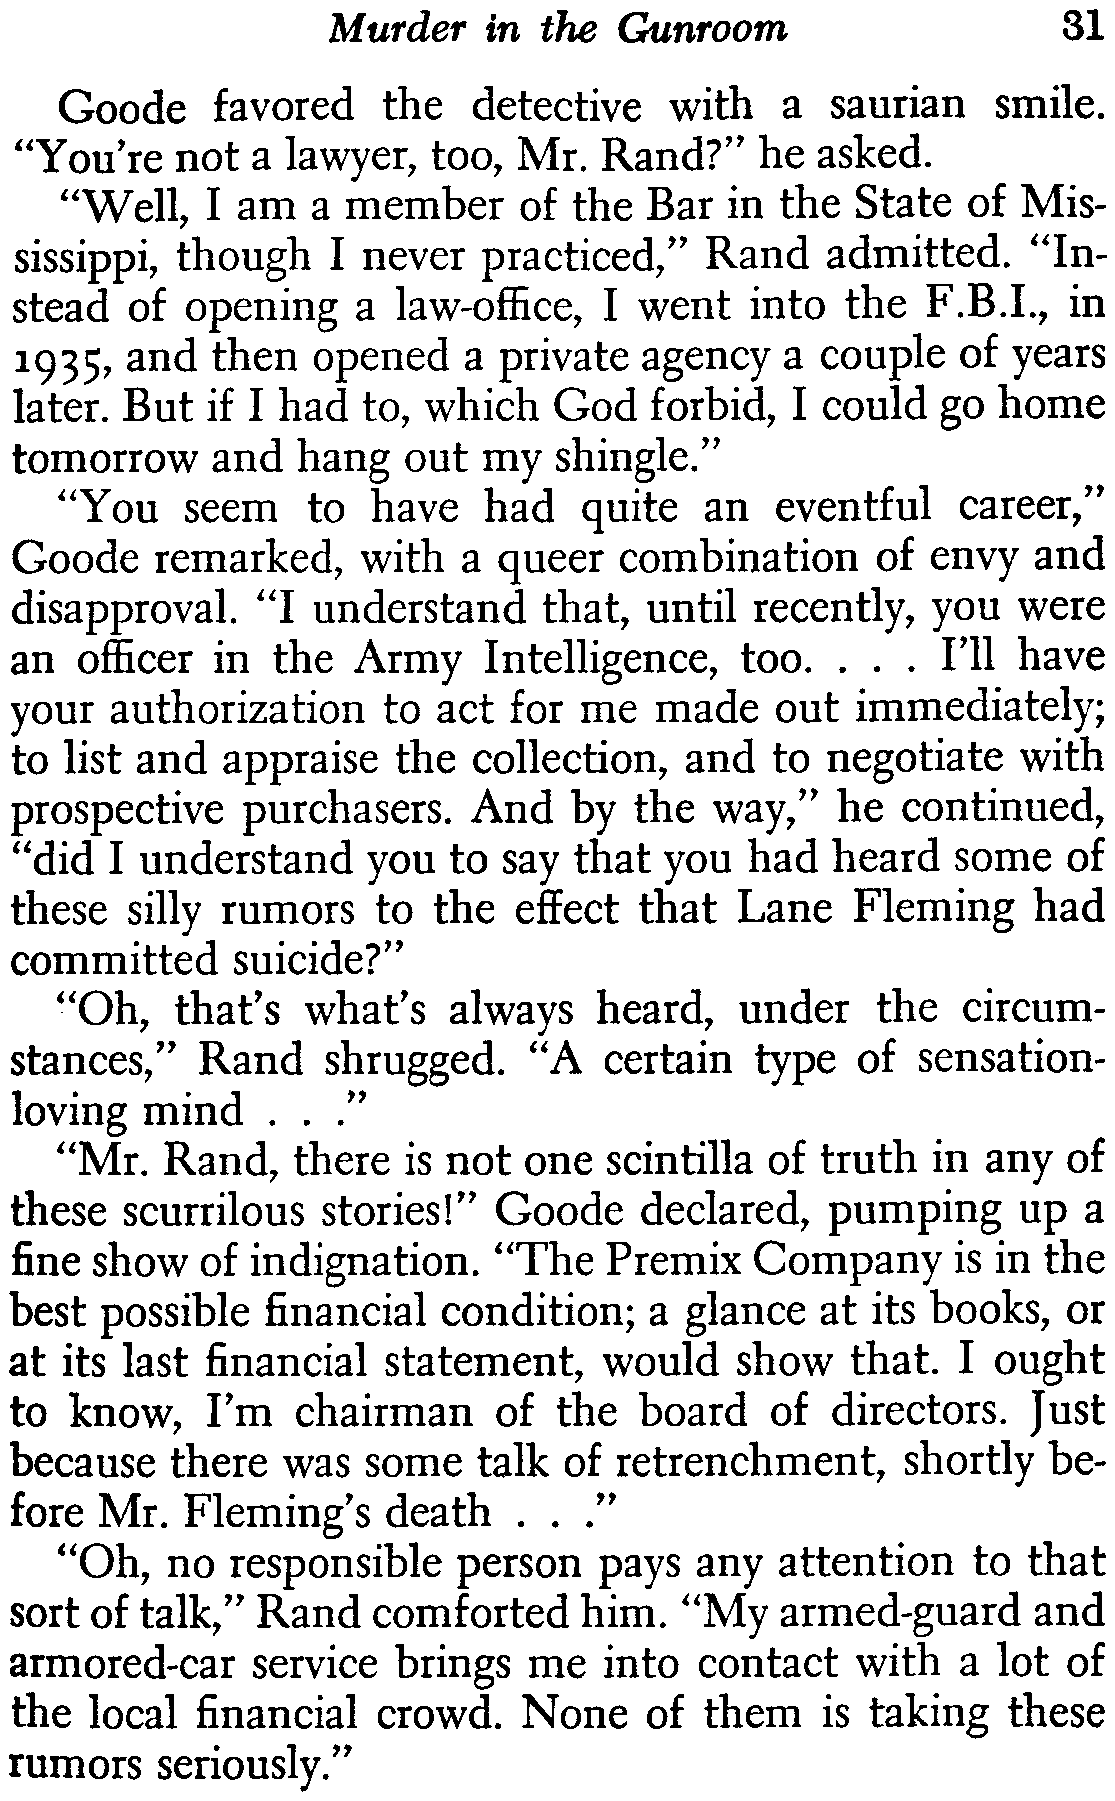 Murder in the Gunroom 31
Goode favored the detective with a saurian smile.
“You’re not a lawyer, too, Mr. Rand?” he asked.
“Well, I am a member of the Bar in the State of Mis-
sissippi, though I never practiced,” Rand admitted. “In-
stead of opening a law-office, I went into the F.B.I., in
1935, and then opened a private agency a couple of years
later. But if I had to, which God forbid, I could go home
tomorrow and hang out my shingle.”
“You seem to have had quite an eventful career,”
Goode remarked, with a queer combination of envy and
disapproval. “I understand that, until recently, you were
an officer in the Army Intelligence, too. . . . I’ll have
your authorization to act for me made out immediately;
to list and appraise the collection, and to negotiate with
prospective purchasers. And by the way,” he continued,
“did I understand you to say that you had heard some of
these silly rumors to the effect that Lane Fleming had
committed suicide?”
“Oh, that’s what’s always heard, under the circum-
stances,” Rand shrugged. “A certain type of sensation-
loving mind . . .”
“Mr. Rand, there is not one scintilla of truth in any of
these scurrilous stories!” Goode declared, pumping up a
fine show of indignation. “The Premix Company is in the
best possible financial condition; a glance at its books, or
at its last financial statement, would show that. I ought
to know, I’m chairman of the board of directors. Just
because there was some talk of retrenchment, shortly be-
fore Mr. Fleming’s death . . .”
“Oh, no responsible person pays any attention to that
sort of talk,” Rand comforted him. “My armed-guard and
armored-car service brings me into contact with a lot of
the local financial crowd. None of them is taking these
rumors seriously.”